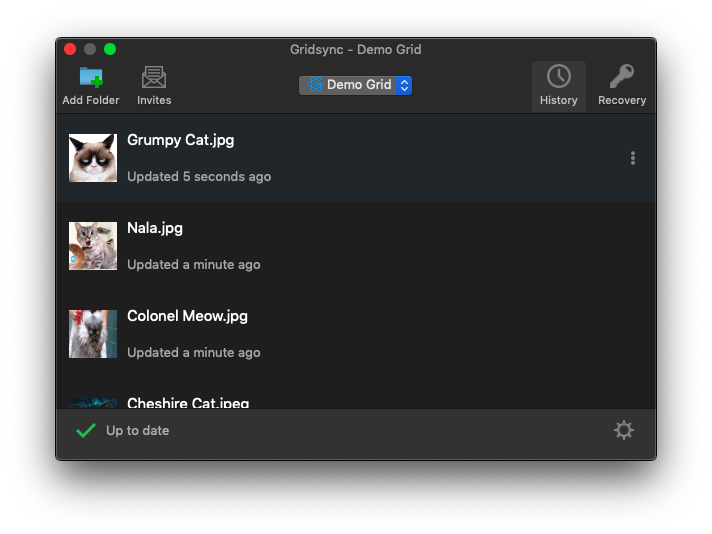 Gridsync - Demo Grid
Add Folder
Invites
Demo Grid
History
Recovery
Grumpy Cat.jpg
Updated 5 seconds ago
Nala.jpg
Updated a minute ago
Colonel Meow.jpg
Updated a minute ago
Cheshire Cat.jpeg
Up to date